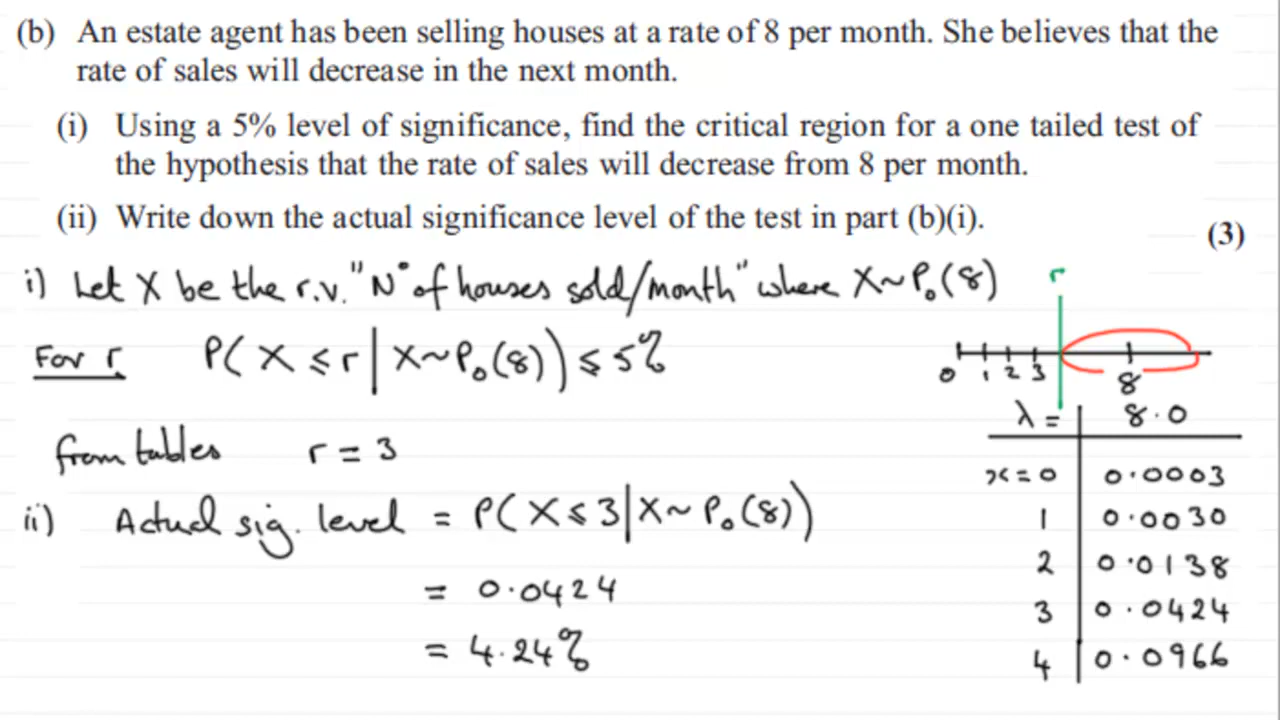 (b) An estate agent has been selling houses at a rate of 8 per month. She believes that the
rate of sales will decrease in the next month.
(i) Using a 5% level of significance, find the critical region for a one tailed test of
the hypothesis that the rate of sales will decrease from 8 per month.
(ii) Write down the actual significance level of the test in part (b)(i).
(3)
i) Let X be the r.v. "N° of houses sold/month" where X~Po(8)
For r P(X ≤ r | X~Po(8)) ≤ 5%
from tables r = 3
ii) Actual sig. level = P(X ≤ 3 | X~Po(8))
= 0.0424
= 4.24%
r
0 1 2 3 8
λ = 8.0
x = 0 0.0003
1 0.0030
2 0.0138
3 0.0424
4 0.0966